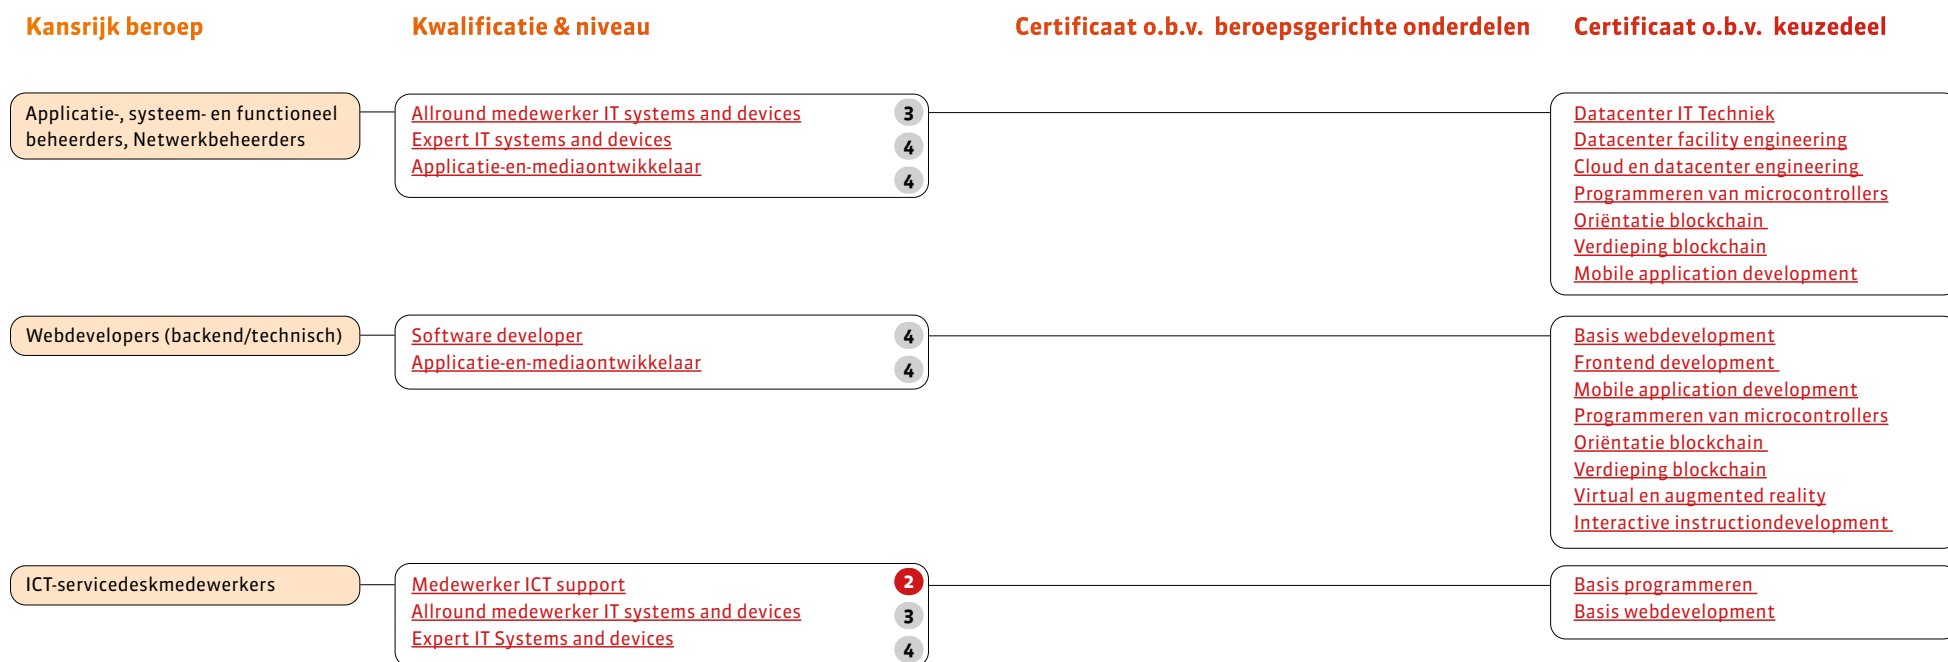 Kansrijk beroep
Kwalificatie & niveau
Certificaat o.b.v. beroepsgerichte onderdelen
Certificaat o.b.v. keuzedeel
Applicatie-, systeem- en functioneel
beheerders, Netwerkbeheerders
Allround medewerker IT systems and devices 3
Expert IT systems and devices 4
Applicatie-en-mediaontwikkelaar 4
Datacenter IT Techniek
Datacenter facility engineering
Cloud en datacenter engineering
Programmeren van microcontrollers
Oriëntatie blockchain
Verdieping blockchain
Mobile application development
Webdevelopers (backend/technisch)
Software developer 4
Applicatie-en-mediaontwikkelaar 4
Basis webdevelopment
Frontend development
Mobile application development
Programmeren van microcontrollers
Oriëntatie blockchain
Verdieping blockchain
Virtual en augmented reality
Interactive instructiondevelopment
ICT-servicedeskmedewerkers
Medewerker ICT support 2
Allround medewerker IT systems and devices 3
Expert IT Systems and devices 4
Basis programmeren
Basis webdevelopment